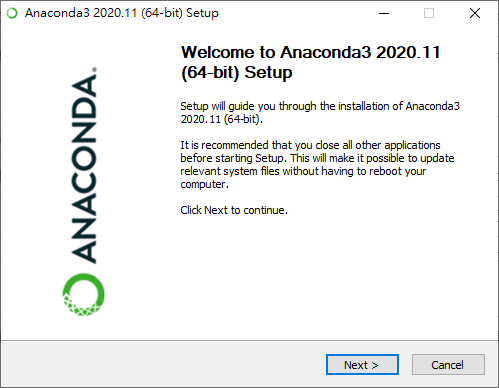 Anaconda3 2020.11 (64-bit) Setup
Welcome to Anaconda3 2020.11
(64-bit) Setup
Setup will guide you through the installation of Anaconda3
2020.11 (64-bit).
It is recommended that you close all other applications
before starting Setup. This will make it possible to update
relevant system files without having to reboot your
computer.
Click Next to continue.
ANACONDA.
Next >
Cancel